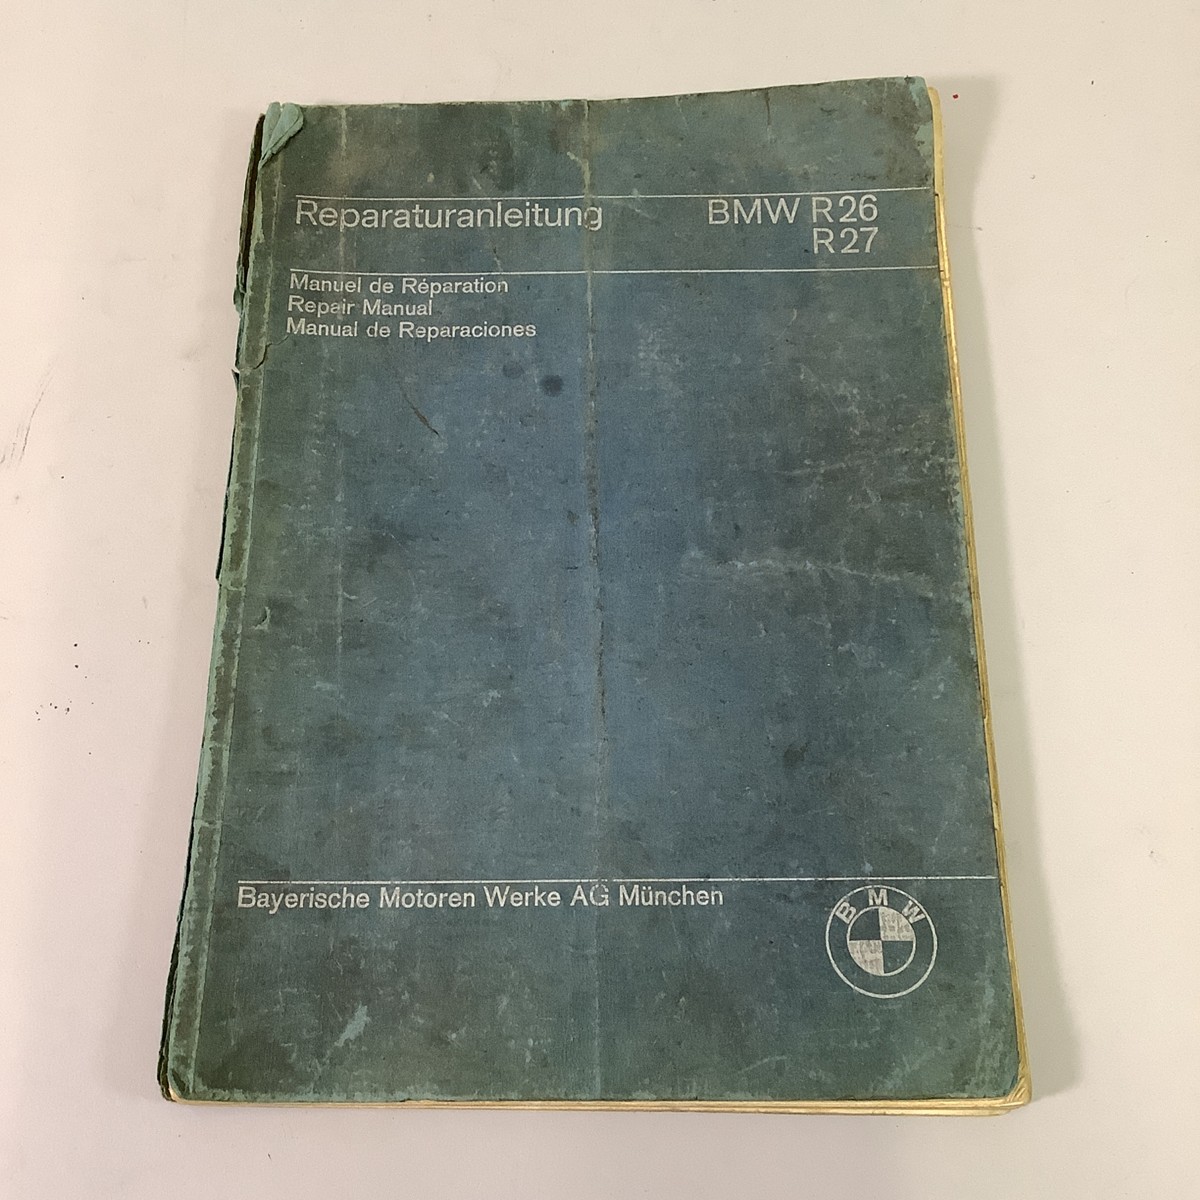 Reparaturanleitung BMW R26
R27
Manuel de Réparation
Repair Manual
Manual de Reparaciones
Bayerische Motoren Werke AG München
BMW